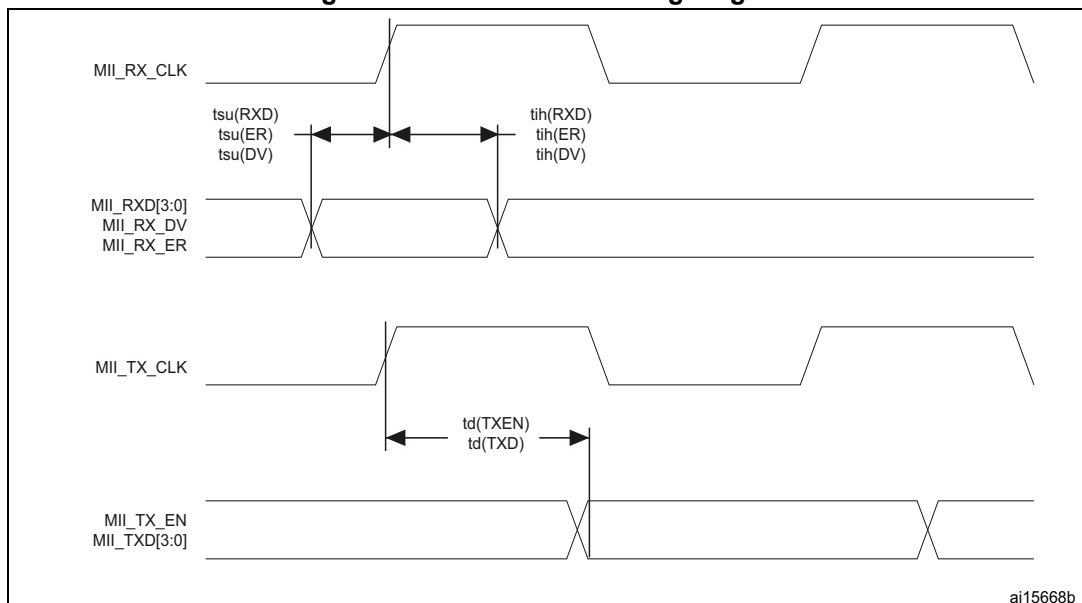 MII_RX_CLK
tsu(RXD)
tsu(ER)
tsu(DV)
tih(RXD)
tih(ER)
tih(DV)
MII_RXD[3:0]
MII_RX_DV
MII_RX_ER
MII_TX_CLK
td(TXEN)
td(TXD)
MII_TX_EN
MII_TXD[3:0]
ai15668b